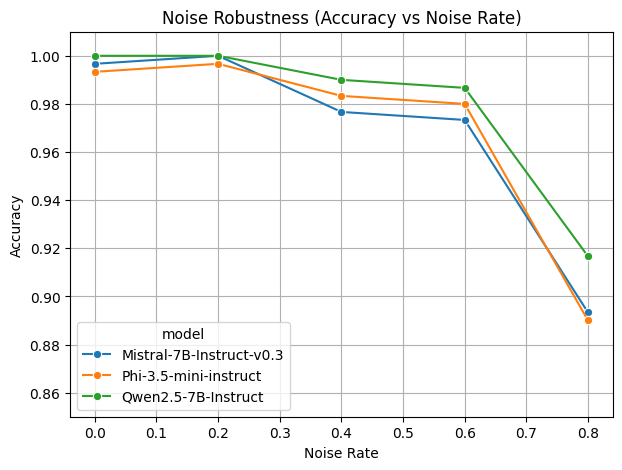 Noise Robustness (Accuracy vs Noise Rate)
1.00
0.98
0.96
0.94
0.92
0.90
0.88
0.86
Accuracy
model
Mistral-7B-Instruct-v0.3
Phi-3.5-mini-instruct
Qwen2.5-7B-Instruct
0.0 0.1 0.2 0.3 0.4 0.5 0.6 0.7 0.8
Noise Rate